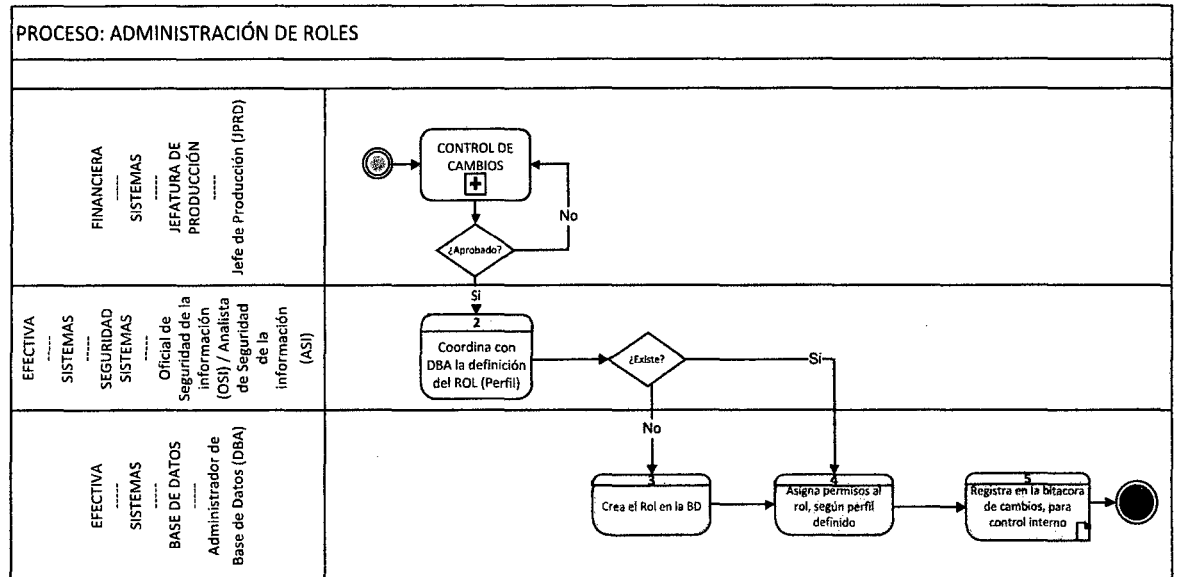 PROCESO: ADMINISTRACIÓN DE ROLES
FINANCIERA
-----
SISTEMAS
-----
JEFATURA DE
PRODUCCIÓN
-----
Jefe de Producción (JPRD)
CONTROL DE
CAMBIOS
¿Aprobado?
No
Si
EFECTIVA
-----
SISTEMAS
-----
SEGURIDAD
SISTEMAS
-----
Oficial de
Seguridad de la
información
(OSI) / Analista
de Seguridad
de la
información
(ASI)
2
Coordina con
DBA la definición
del ROL (Perfil)
¿Existe?
Si
No
EFECTIVA
-----
SISTEMAS
-----
BASE DE DATOS
-----
Administrador de
Base de Datos (DBA)
3
Crea el Rol en la BD
4
Asigna permisos al
rol, según perfil
definido
5
Registra en la bitacora
de cambios, para
control interno